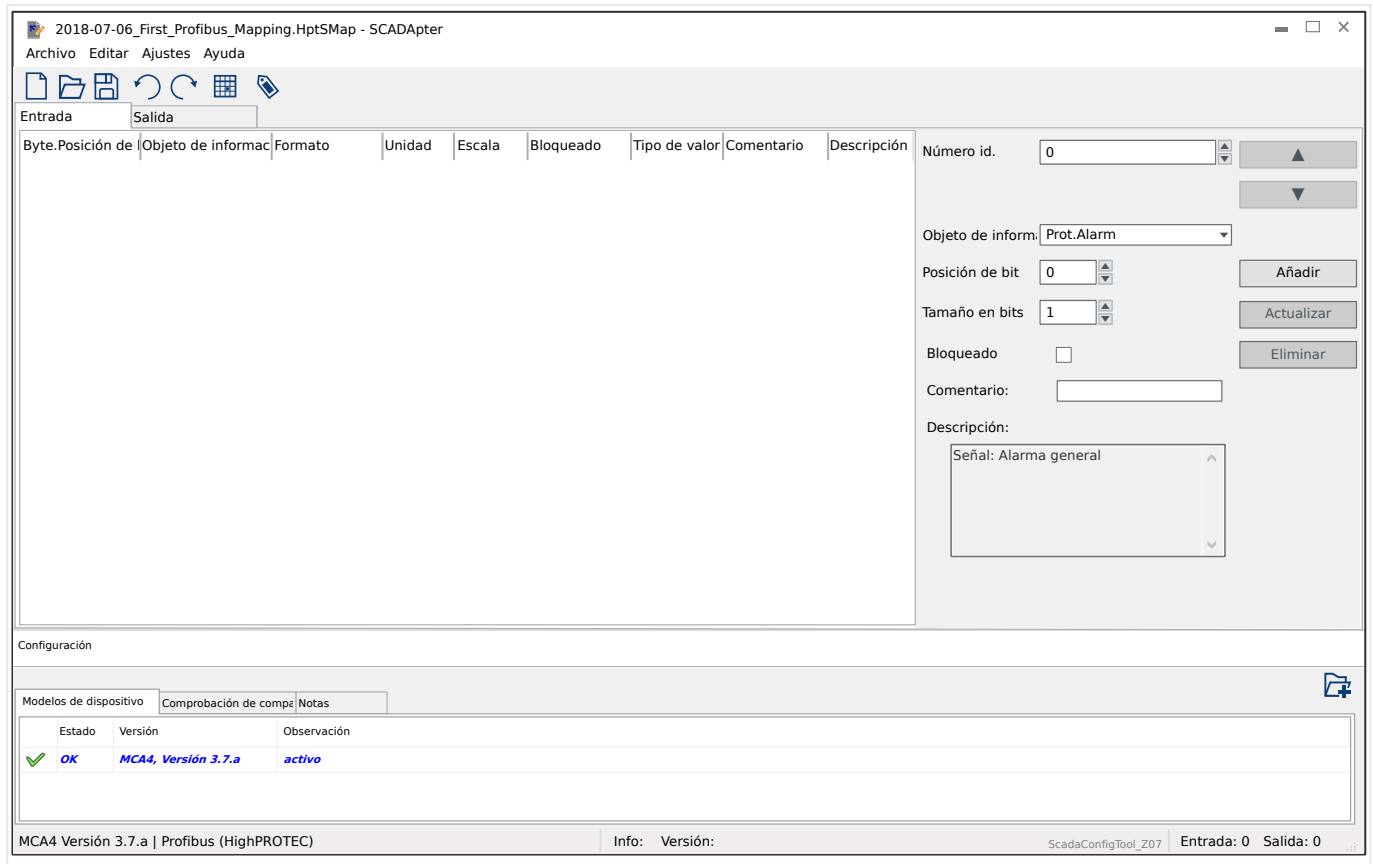 2018-07-06_First_Profibus_Mapping.HptSMap - SCADApter
Archivo Editar Ajustes Ayuda
Entrada Salida
Byte.Posición de Objeto de informac Formato Unidad Escala Bloqueado Tipo de valor Comentario Descripción
Número id. 0
Objeto de inform Prot.Alarm
Posición de bit 0 Añadir
Tamaño en bits 1 Actualizar
Bloqueado Eliminar
Comentario:
Descripción:
Señal: Alarma general
Configuración
Modelos de dispositivo Comprobación de compa Notas
Estado Versión Observación
OK MCA4, Versión 3.7.a activo
MCA4 Versión 3.7.a | Profibus (HighPROTEC) Info: Versión: ScadaConfigTool_Z07 Entrada: 0 Salida: 0